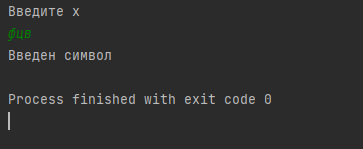 Введите x
фцв
Введен символ
Process finished with exit code 0